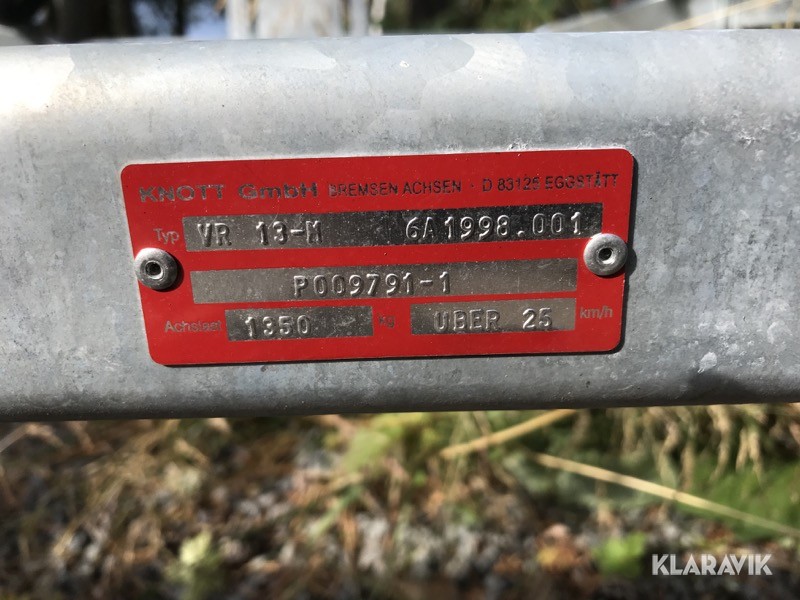 KNOTT GmbH BREMSEN ACHSEN · D 83125 EGGSTÄTT
Typ VR 13-M 6A1998.001
P009791-1
Achslast 1350 kg UBER 25 km/h
KLARAVIK